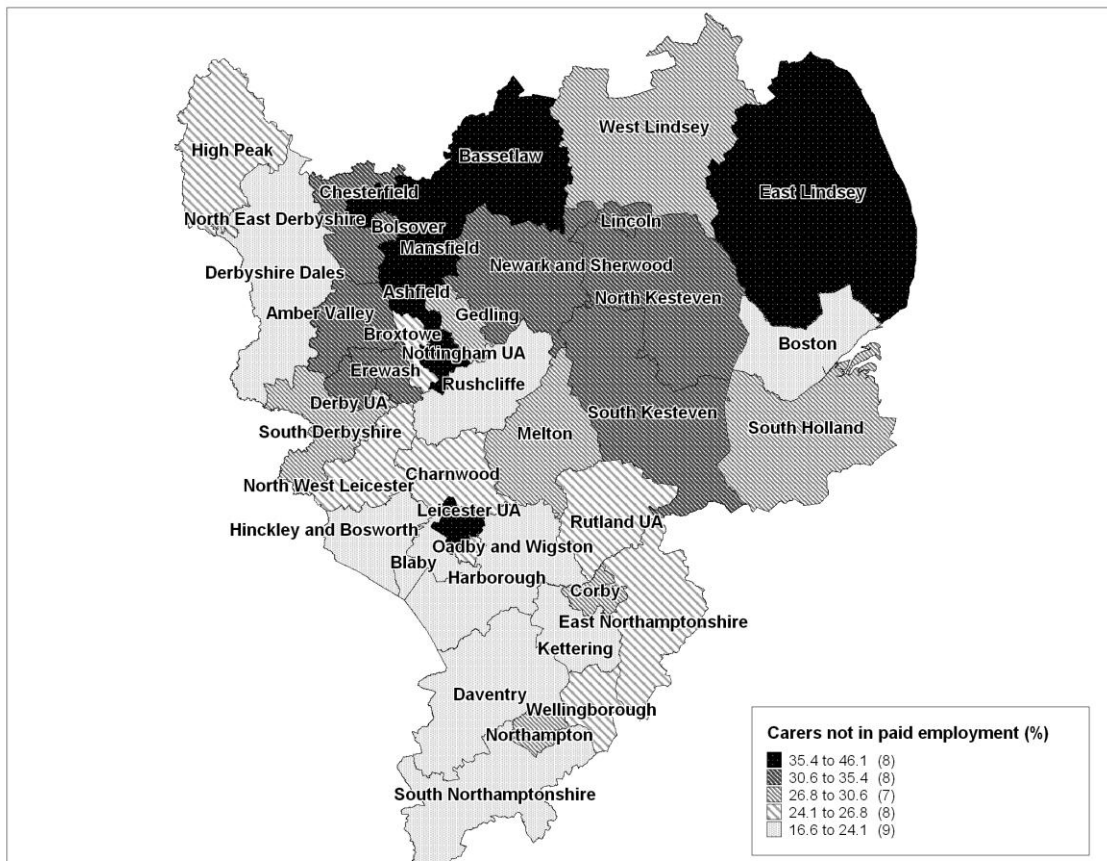 West Lindsey
High Peak
Bassetlaw
East Lindsey
Chesterfield
North East Derbyshire
Lincoln
Bolsover
Mansfield
Newark and Sherwood
Derbyshire Dales
Ashfield
North Kesteven
Amber Valley
Gedling
Broxtowe
Boston
Nottingham UA
Erewash
Rushcliffe
Derby UA
South Kesteven
South Holland
South Derbyshire
Melton
Charnwood
North West Leicester
Leicester UA
Rutland UA
Hinckley and Bosworth
Oadby and Wigston
Blaby
Harborough
Corby
East Northamptonshire
Kettering
Daventry
Wellingborough
Northampton
South Northamptonshire
Carers not in paid employment (%)
35.4 to 46.1 (8)
30.6 to 35.4 (8)
26.8 to 30.6 (7)
24.1 to 26.8 (8)
16.6 to 24.1 (9)